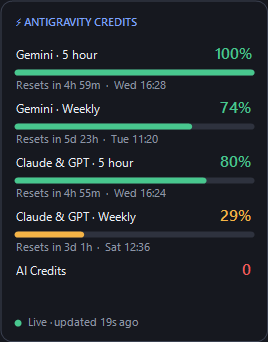 ⚡ ANTIGRAVITY CREDITS
Gemini · 5 hour 100%
Resets in 4h 59m · Wed 16:28
Gemini · Weekly 74%
Resets in 5d 23h · Tue 11:20
Claude & GPT · 5 hour 80%
Resets in 4h 55m · Wed 16:24
Claude & GPT · Weekly 29%
Resets in 3d 1h · Sat 12:36
AI Credits 0
Live · updated 19s ago